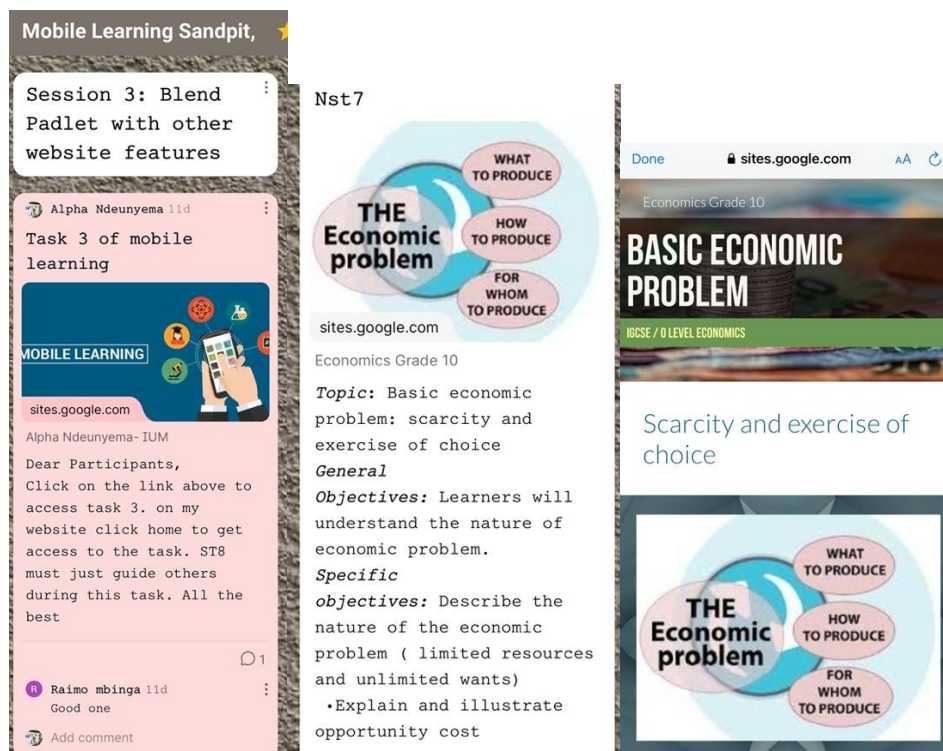 Mobile Learning Sandpit,
Session 3: Blend
Padlet with other
website features
Alpha Ndeunyema 11d
Task 3 of mobile
learning
MOBILE LEARNING
sites.google.com
Alpha Ndeunyema- IUM
Dear Participants,
Click on the link above to
access task 3. on my
website click home to get
access to the task. ST8
must just guide others
during this task. All the
best
1
R
Raimo mbinga 11d
Good one
Add comment
Nst7
THE
Economic
problem
WHAT
TO PRODUCE
HOW
TO PRODUCE
FOR
WHOM
TO PRODUCE
sites.google.com
Economics Grade 10
Topic: Basic economic
problem: scarcity and
exercise of choice
General
Objectives: Learners will
understand the nature of
economic problem.
Specific
objectives: Describe the
nature of the economic
problem ( limited resources
and unlimited wants)
•Explain and illustrate
opportunity cost
Done
sites.google.com
AA
Economics Grade 10
BASIC ECONOMIC
PROBLEM
IGCSE / O LEVEL ECONOMICS
Scarcity and exercise of
choice
THE
Economic
problem
WHAT
TO PRODUCE
HOW
TO PRODUCE
FOR
WHOM
TO PRODUCE